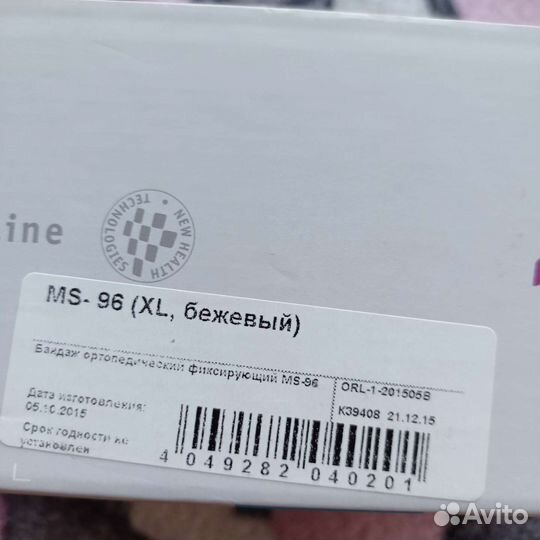 ine
NEW HEALTH TECHNOLOGIES
MS- 96 (XL, бежевый)
Бандаж ортопедический фиксирующий MS-96
ORL-1-201505B
Дата изготовления:
05.10.2015
K39408 21.12.15
Срок годности не
установлен
4 049282 040201
Avito